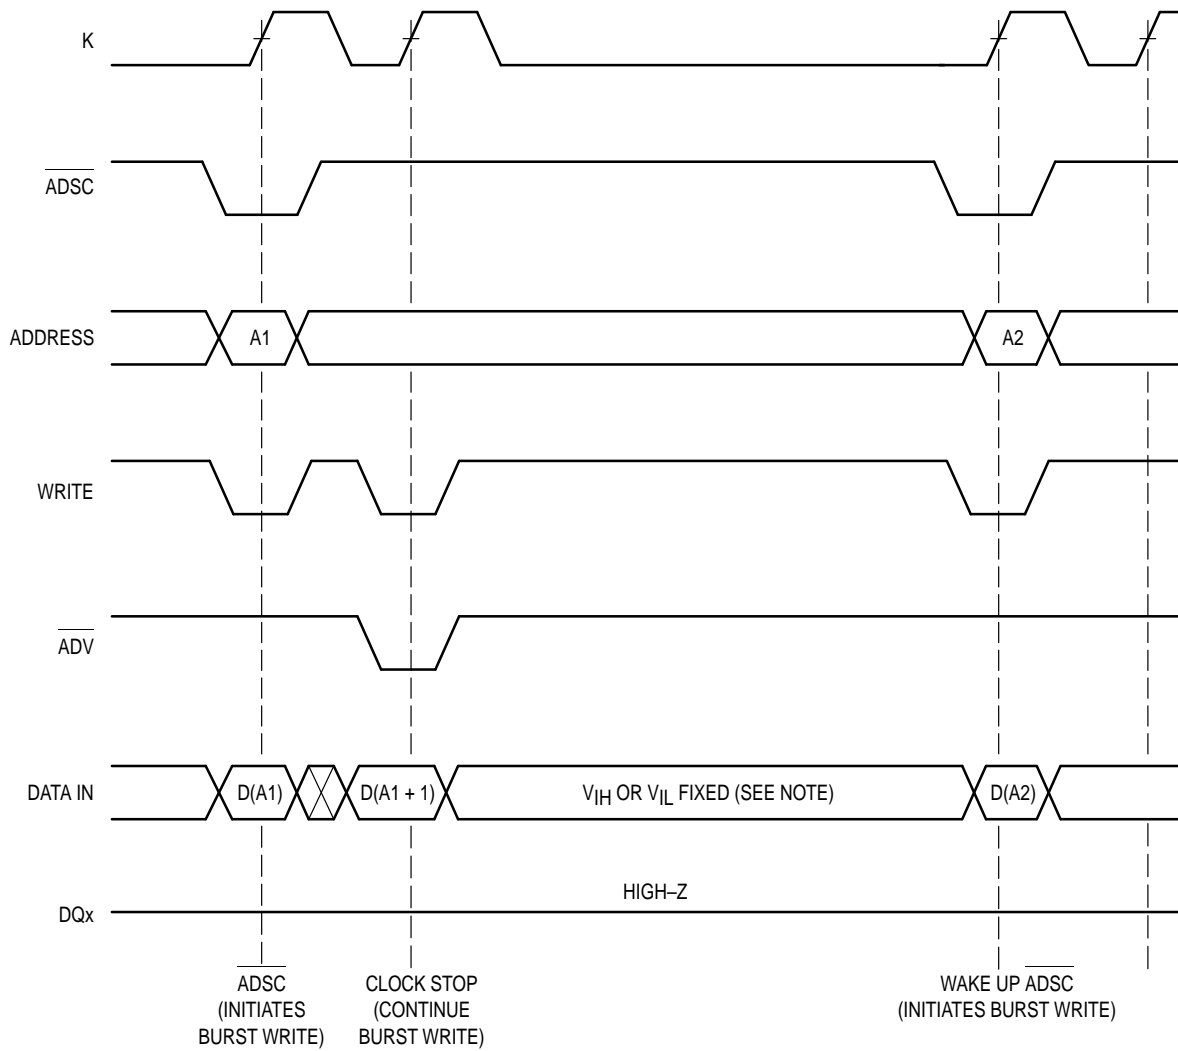 K
ADSC
ADDRESS
A1
A2
WRITE
ADV
DATA IN
D(A1)
D(A1 + 1)
VIH OR VIL FIXED (SEE NOTE)
D(A2)
HIGH–Z
DQx
ADSC
(INITIATES
BURST WRITE)
CLOCK STOP
(CONTINUE
BURST WRITE)
WAKE UP ADSC
(INITIATES BURST WRITE)